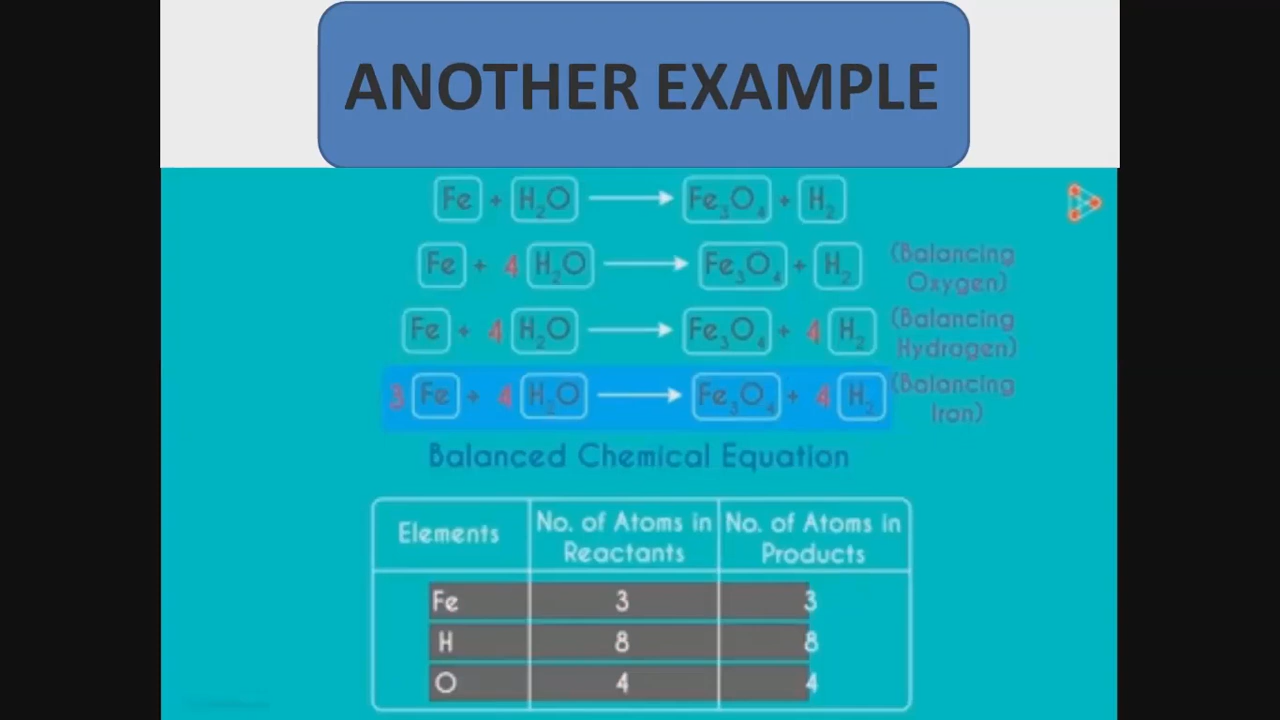 ANOTHER EXAMPLE
Fe + H₂O → Fe₃O₄ + H₂
Fe + 4 H₂O → Fe₃O₄ + H₂ (Balancing Oxygen)
Fe + 4 H₂O → Fe₃O₄ + 4 H₂ (Balancing Hydrogen)
3 Fe + 4 H₂O → Fe₃O₄ + 4 H₂ (Balancing Iron)
Balanced Chemical Equation
Elements No. of Atoms in Reactants No. of Atoms in Products
Fe 3 3
H 8 8
O 4 4